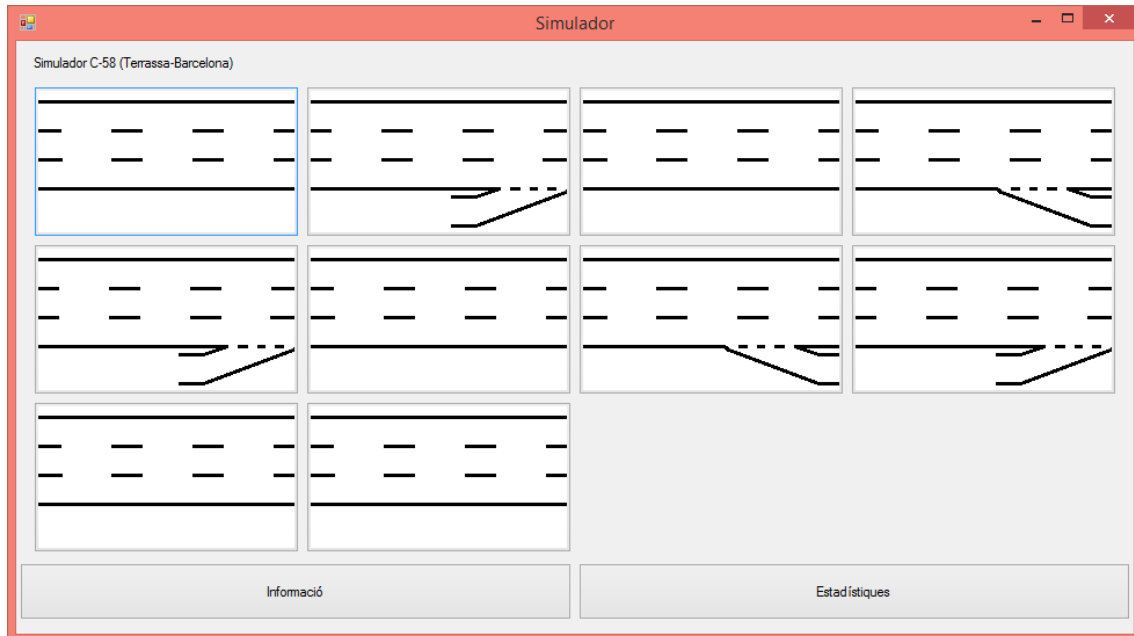 Simulador
Simulador C-58 (Terrassa-Barcelona)
Informació
Estadístiques